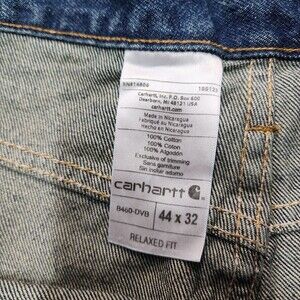 Carhartt, Inc. P.O. Box 600
Dearborn, MI 48121 USA
carhartt.com
Made in Nicaragua
Fabriqué au Nicaragua
Hecho en Nicaragua
100% Cotton
100% Coton
100% Algodón
Exclusive of trimming
Sans garniture
Sin incluir adorno
carhartt
B460-DVB
44 x 32
RELAXED FIT